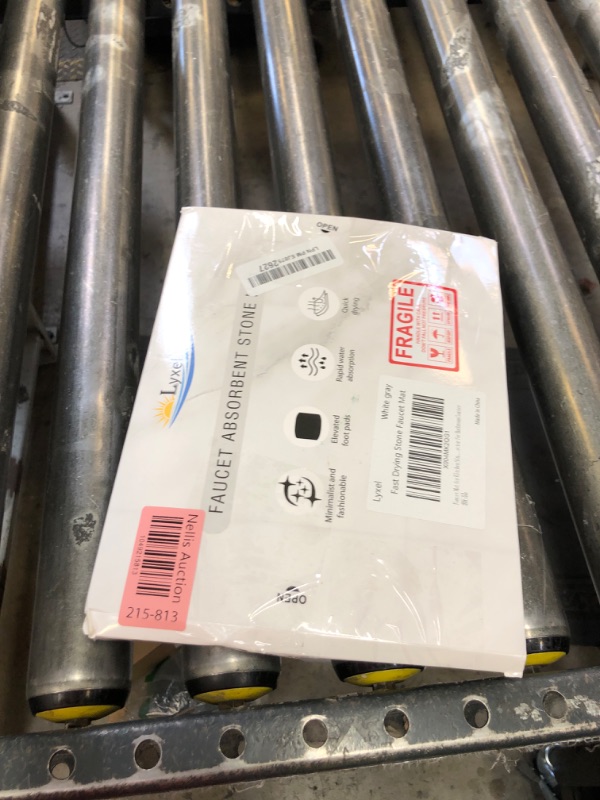 Lyxel
FAUCET ABSORBENT STONE
Quick
drying
Rapid water
absorption
Elevated
foot pads
Minimalist and
fashionable
OPEN
OPEN
FRAGILE
Lyxel
White gray
Fast Drying Stone Faucet Mat
Made in China
Nellis Auction
1049215813
215-813